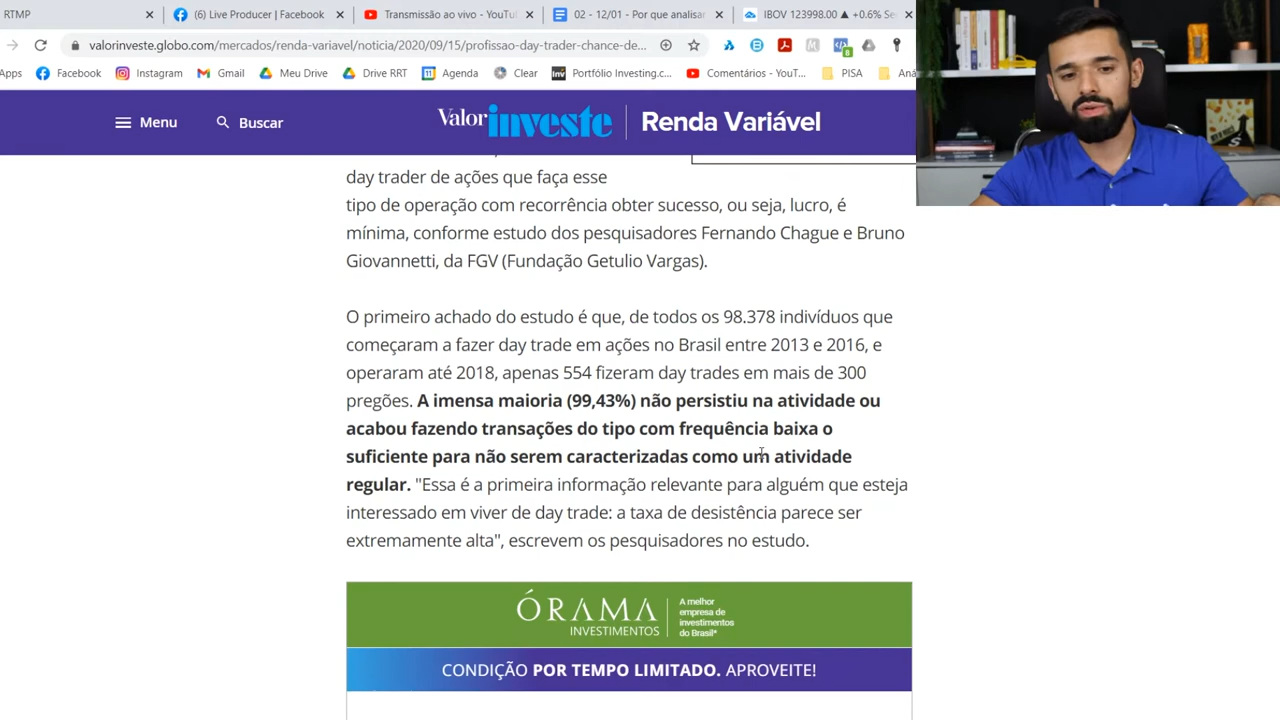 RTMP
(6) Live Producer | Facebook
Transmissão ao vivo - YouTu
02 - 12/01 - Por que analisar
IBOV 123998.00 ▲ +0.6% Se
valorinveste.globo.com/mercados/renda-variavel/noticia/2020/09/15/profissao-day-trader-chance-de...
Apps
Facebook
Instagram
Gmail
Meu Drive
Drive RRT
Agenda
Clear
Portfólio Investing.c...
Comentários - YouT...
PISA
Aná
Menu
Buscar
Valor investe
Renda Variável
day trader de ações que faça esse
tipo de operação com recorrência obter sucesso, ou seja, lucro, é
mínima, conforme estudo dos pesquisadores Fernando Chague e Bruno
Giovannetti, da FGV (Fundação Getulio Vargas).
O primeiro achado do estudo é que, de todos os 98.378 indivíduos que
começaram a fazer day trade em ações no Brasil entre 2013 e 2016, e
operaram até 2018, apenas 554 fizeram day trades em mais de 300
pregões. A imensa maioria (99,43%) não persistiu na atividade ou
acabou fazendo transações do tipo com frequência baixa o
suficiente para não serem caracterizadas como um atividade
regular. "Essa é a primeira informação relevante para alguém que esteja
interessado em viver de day trade: a taxa de desistência parece ser
extremamente alta", escrevem os pesquisadores no estudo.
ÓRAMA
INVESTIMENTOS
A melhor
empresa de
investimentos
do Brasil*
CONDIÇÃO POR TEMPO LIMITADO. APROVEITE!